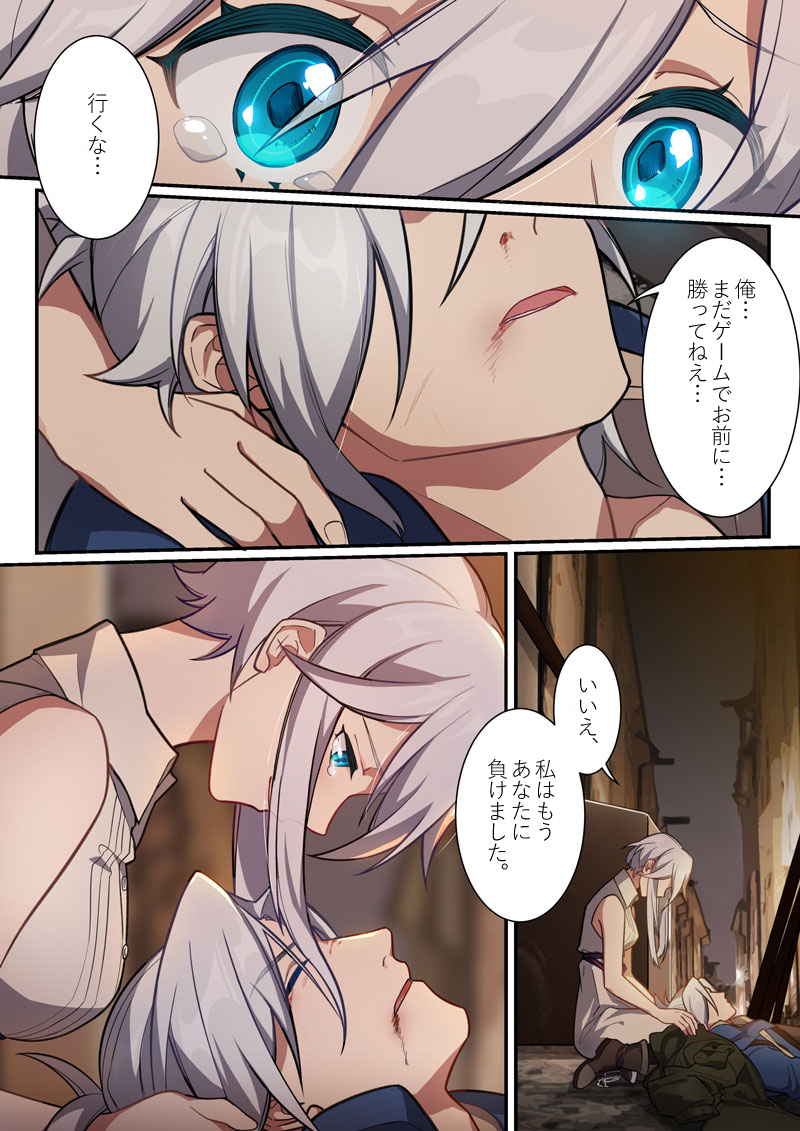 行くな…
俺…
まだゲームでお前に…
勝ってねえ…
いいえ、
私はもう
あなたに
負けました。